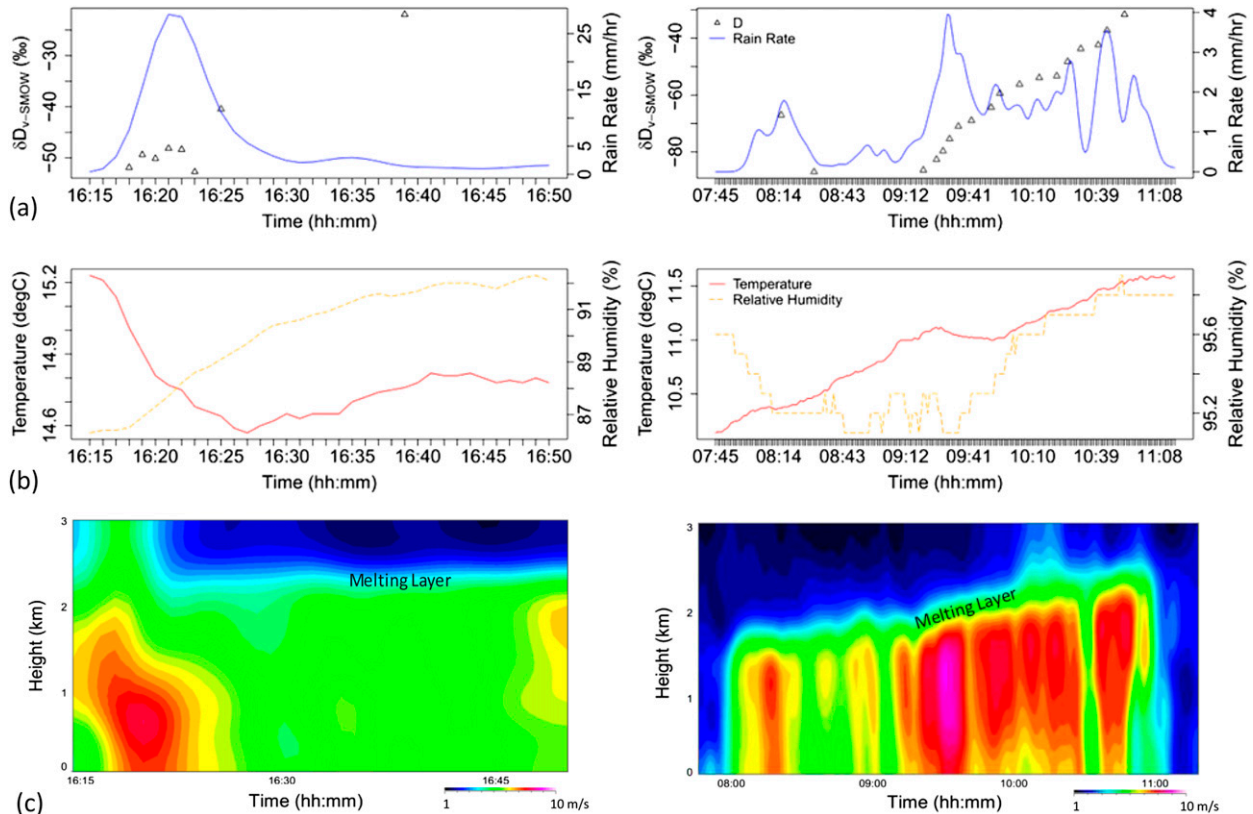 δD_V−SMOW (‰)
−30
−40
−50
25
20
15
10
5
0
Rain Rate (mm/hr)
16:15 16:20 16:25 16:30 16:35 16:40 16:45 16:50
Time (hh:mm)
(a)
δD_V−SMOW (‰)
−40
−60
−80
D
Rain Rate
4
3
2
1
0
Rain Rate (mm/hr)
07:45 08:14 08:43 09:12 09:41 10:10 10:39 11:08
Time (hh:mm)
Temperature (degC)
15.2
14.9
14.6
91
89
87
Relative Humidity (%)
16:15 16:20 16:25 16:30 16:35 16:40 16:45 16:50
Time (hh:mm)
(b)
Temperature (degC)
11.5
11.0
10.5
Temperature
Relative Humidity
95.6
95.2
Relative Humidity (%)
07:45 08:14 08:43 09:12 09:41 10:10 10:39 11:08
Time (hh:mm)
Height (km)
3
2
1
0
Melting Layer
16:15 16:30 16:45
Time (hh:mm)
1 10 m/s
(c)
Height (km)
3
2
1
0
Melting Layer
08:00 09:00 10:00 11:00
Time (hh:mm)
1 10 m/s